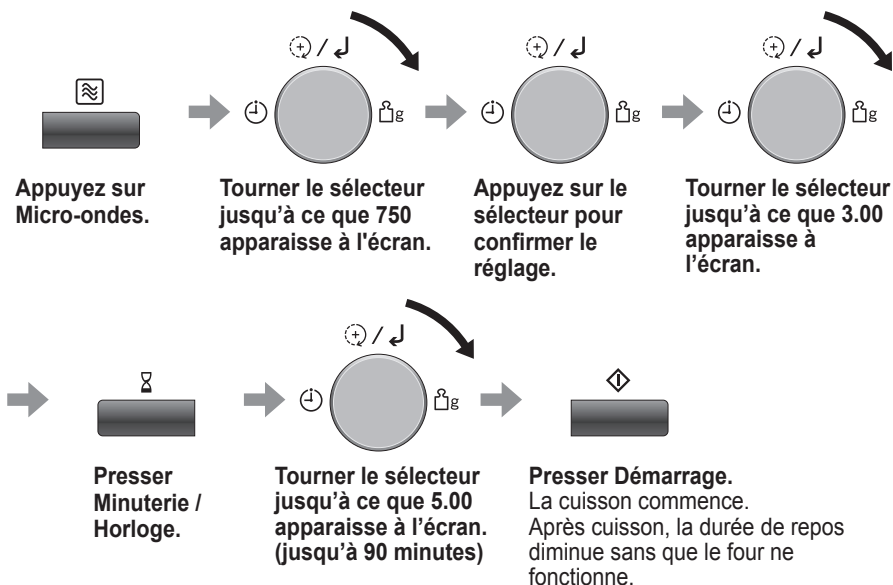 g
g
g
Appuyez sur
Micro-ondes.
Tourner le sélecteur
jusqu’à ce que 750
apparaisse à l'écran.
Appuyez sur le
sélecteur pour
confirmer le
réglage.
Tourner le sélecteur
jusqu’à ce que 3.00
apparaisse à
l’écran.
g
Presser
Minuterie /
Horloge.
Tourner le sélecteur
jusqu’à ce que 5.00
apparaisse à l’écran.
(jusqu’à 90 minutes)
Presser Démarrage.
La cuisson commence.
Après cuisson, la durée de repos
diminue sans que le four ne
fonctionne.